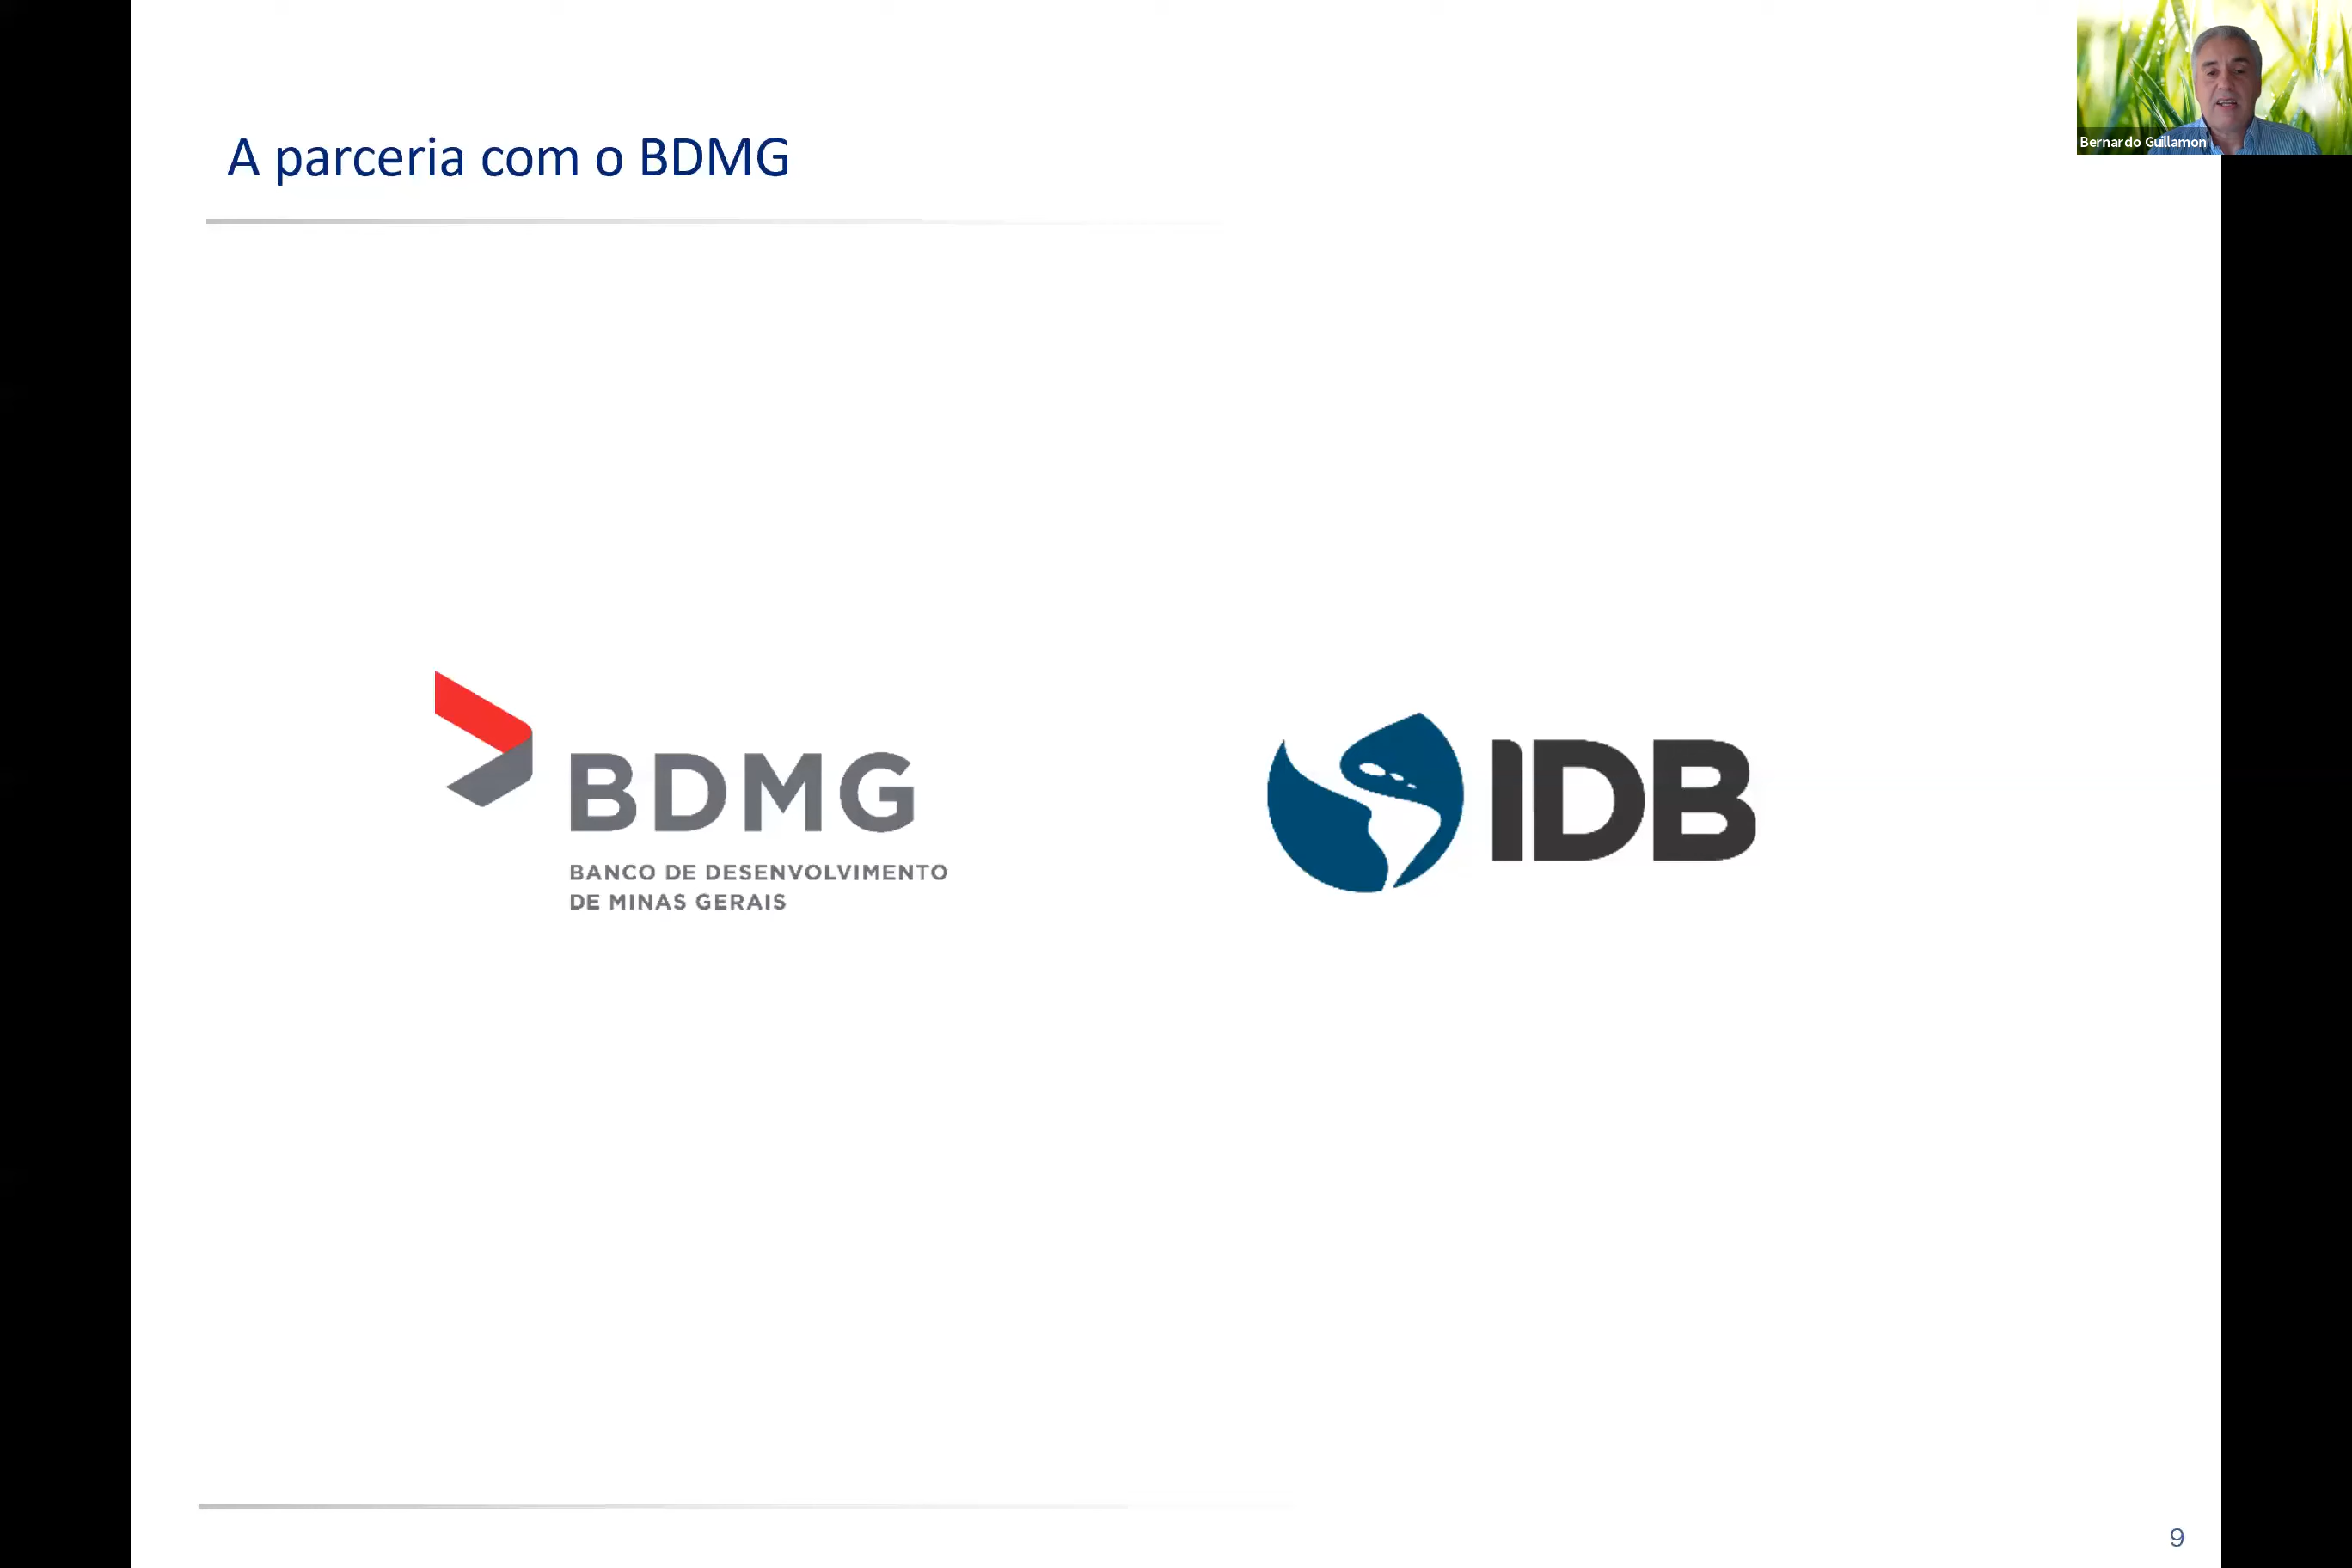 A parceria com o BDMG
Bernardo Guillamon
BDMG
BANCO DE DESENVOLVIMENTO
DE MINAS GERAIS
IDB
9